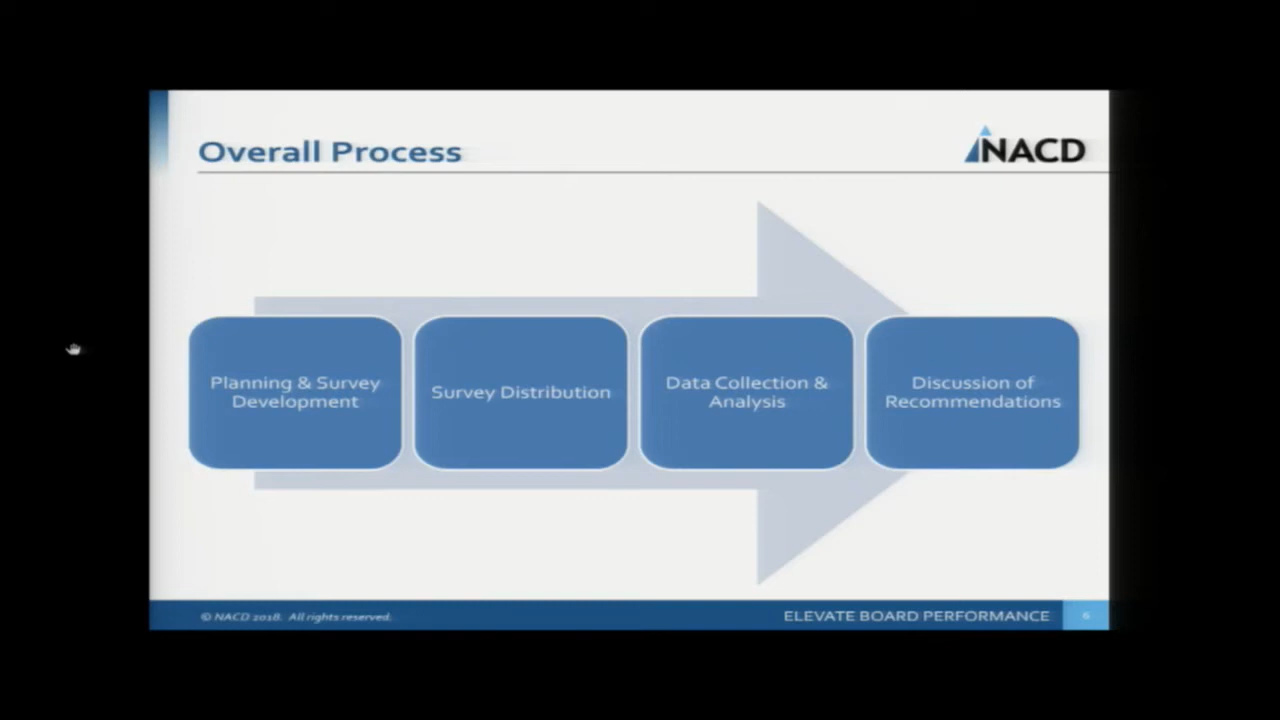 Overall Process
NACD
Planning & Survey
Development
Survey Distribution
Data Collection &
Analysis
Discussion of
Recommendations
© NACD 2018. All rights reserved.
ELEVATE BOARD PERFORMANCE
6